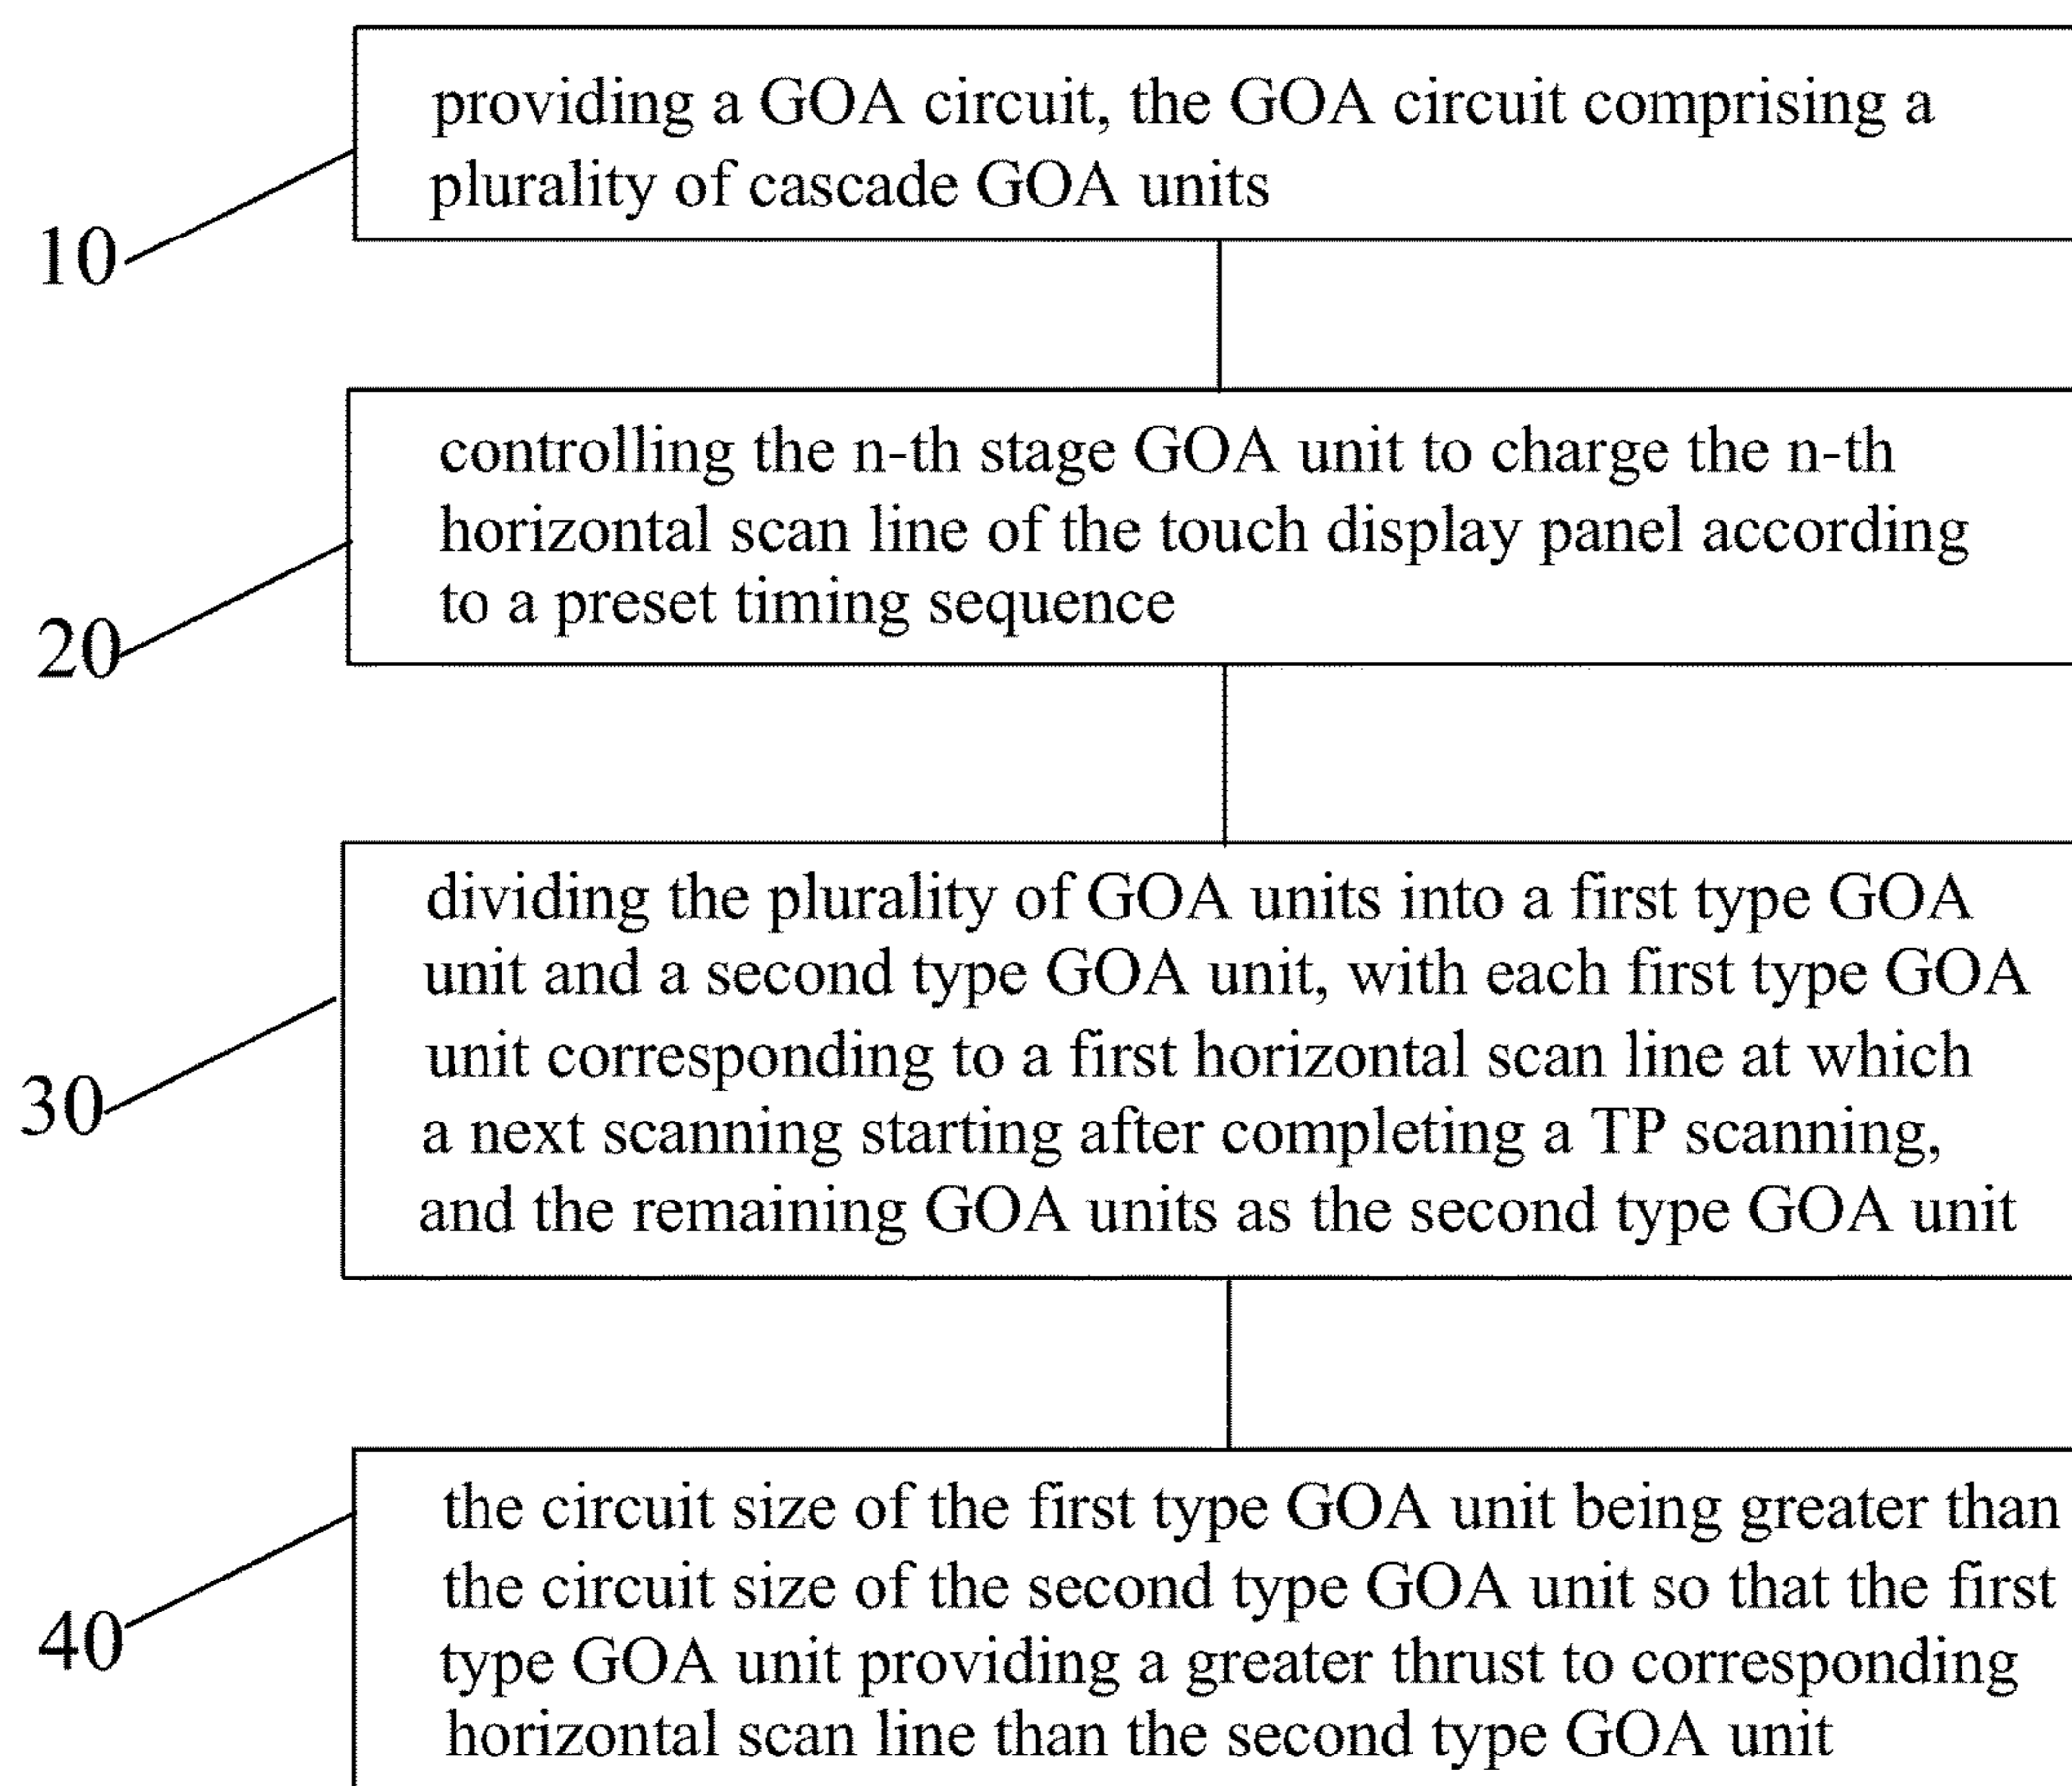 providing a GOA circuit, the GOA circuit comprising a
plurality of cascade GOA units
10
controlling the n-th stage GOA unit to charge the n-th
horizontal scan line of the touch display panel according
to a preset timing sequence
20
dividing the plurality of GOA units into a first type GOA
unit and a second type GOA unit, with each first type GOA
unit corresponding to a first horizontal scan line at which
a next scanning starting after completing a TP scanning,
and the remaining GOA units as the second type GOA unit
30
the circuit size of the first type GOA unit being greater than
the circuit size of the second type GOA unit so that the first
type GOA unit providing a greater thrust to corresponding
horizontal scan line than the second type GOA unit
40